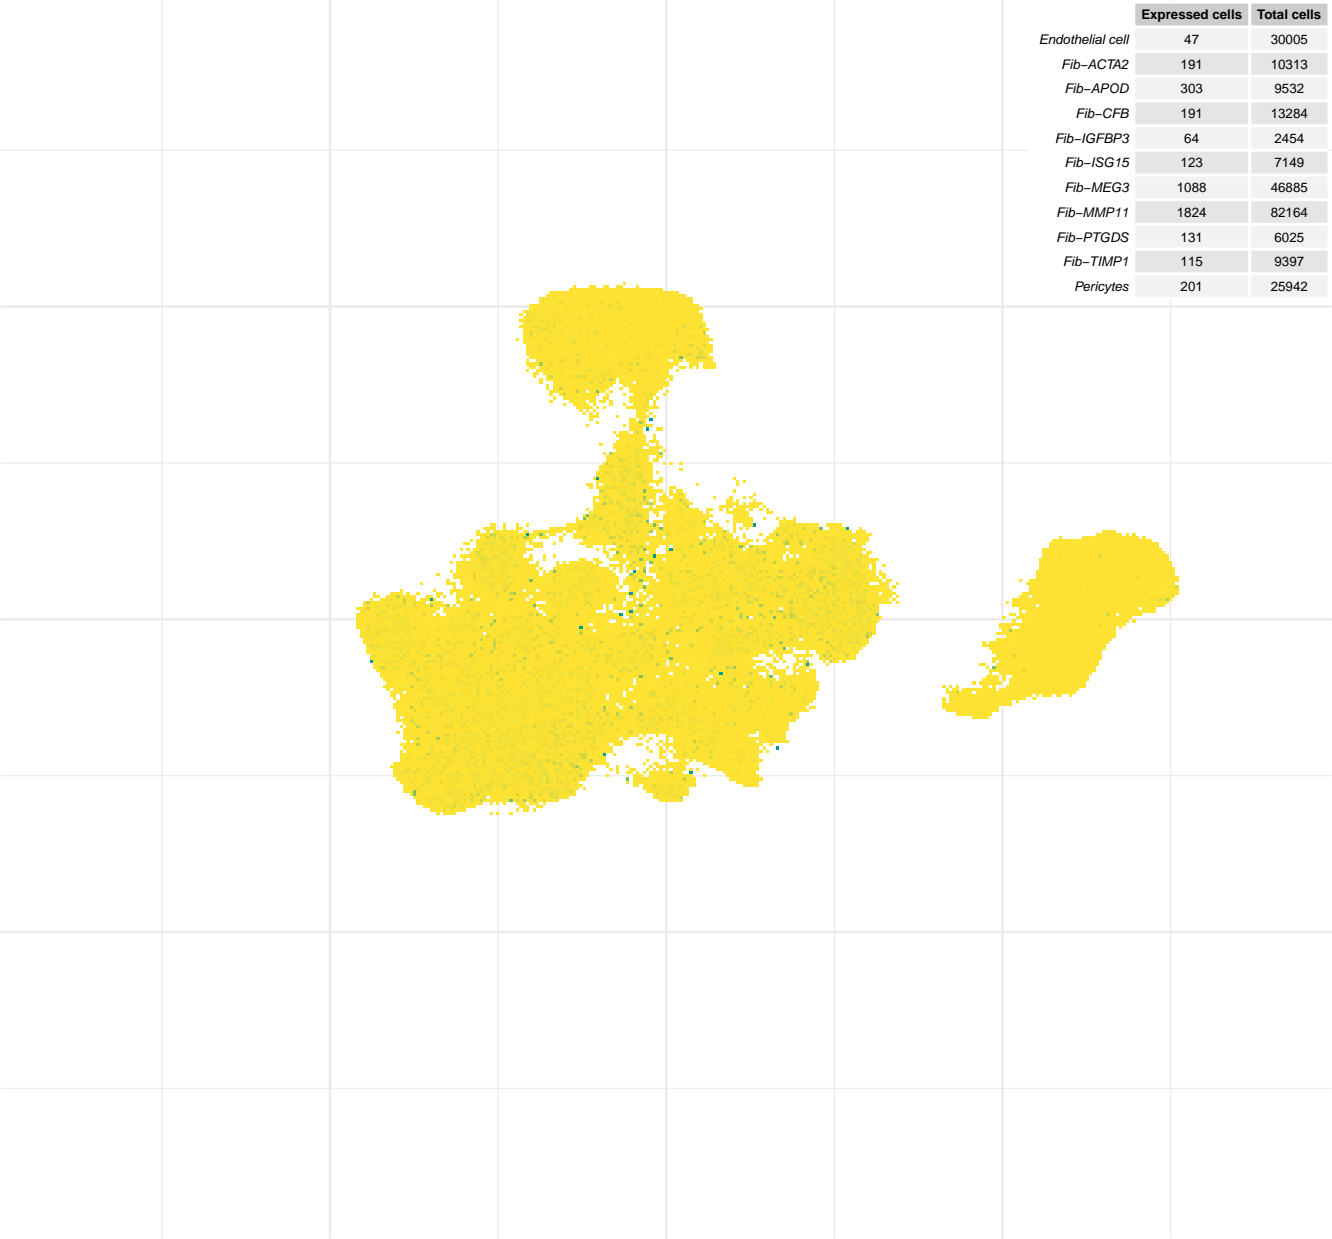 Expressed cells Total cells
Endothelial cell 47 30005
Fib−ACTA2 191 10313
Fib−APOD 303 9532
Fib−CFB 191 13284
Fib−IGFBP3 64 2454
Fib−ISG15 123 7149
Fib−MEG3 1088 46885
Fib−MMP11 1824 82164
Fib−PTGDS 131 6025
Fib−TIMP1 115 9397
Pericytes 201 25942